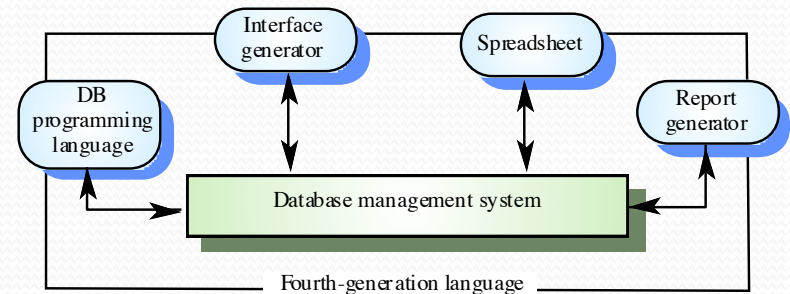 Interface
generator
Spreadsheet
DB
programming
language
Report
generator
Database management system
Fourth-generation language